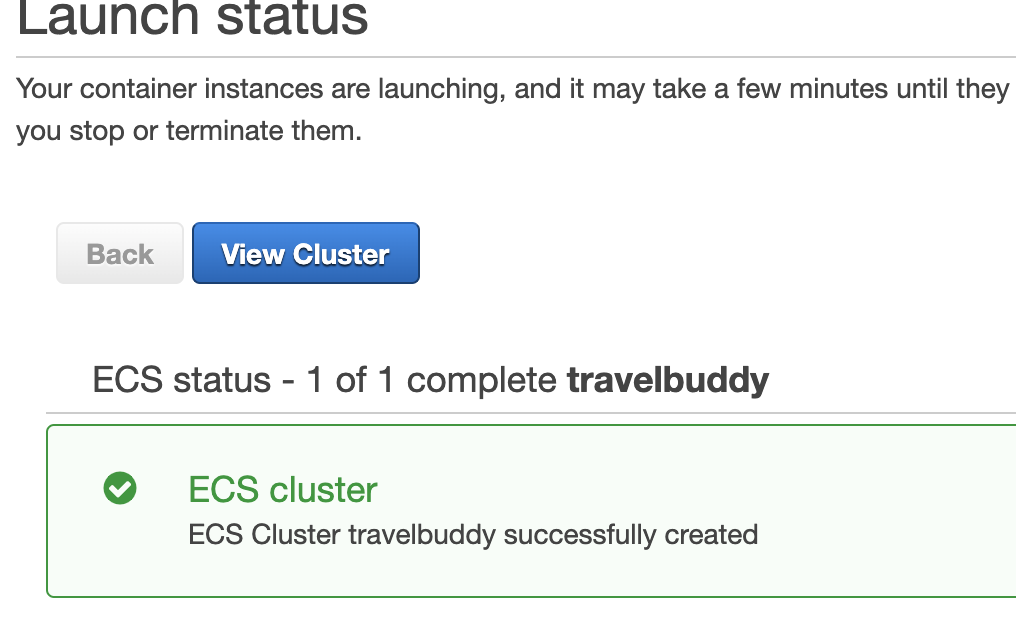 Launch status
Your container instances are launching, and it may take a few minutes until they
you stop or terminate them.
Back
View Cluster
ECS status - 1 of 1 complete travelbuddy
ECS cluster
ECS Cluster travelbuddy successfully created